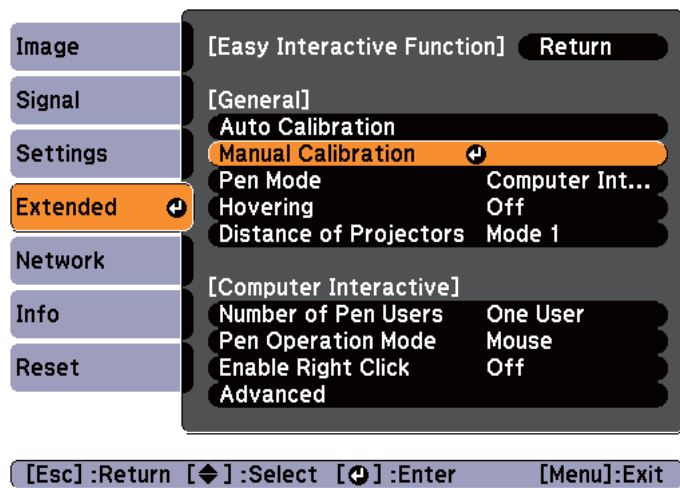 Image
Signal
Settings
Extended
Network
Info
Reset
[Easy Interactive Function] Return
[General]
Auto Calibration
Manual Calibration
Pen Mode Computer Int...
Hovering Off
Distance of Projectors Mode 1
[Computer Interactive]
Number of Pen Users One User
Pen Operation Mode Mouse
Enable Right Click Off
Advanced
[Esc] :Return [◆] :Select [⏎] :Enter [Menu]:Exit